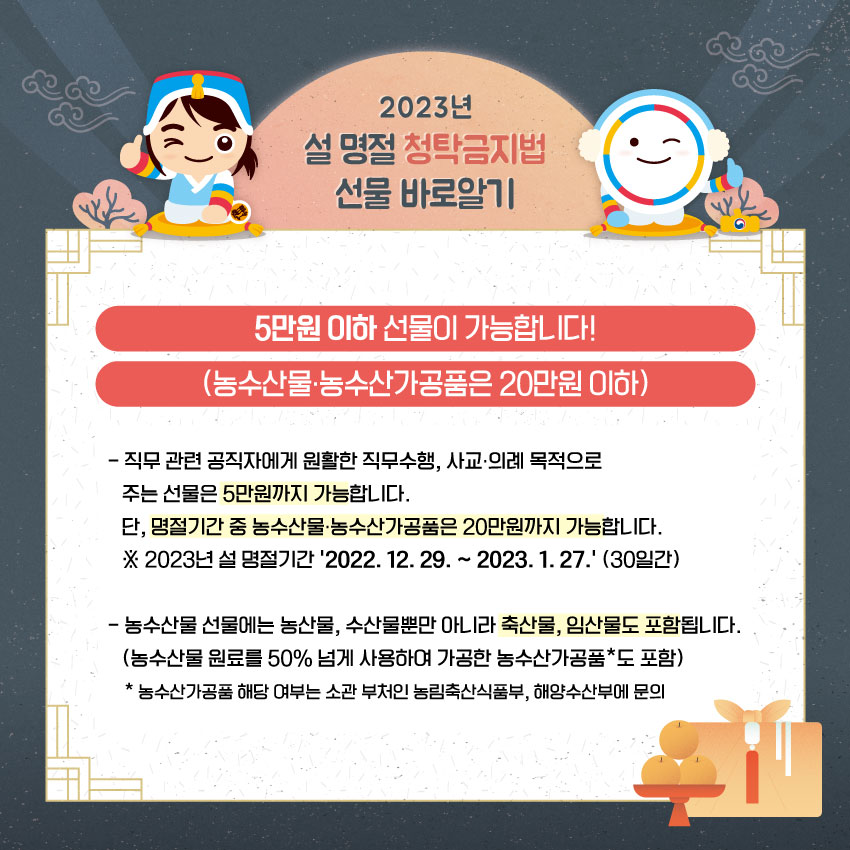 2023년
설 명절 청탁금지법
선물 바로알기
5만원 이하 선물이 가능합니다!
(농수산물·농수산가공품은 20만원 이하)
- 직무 관련 공직자에게 원활한 직무수행, 사교·의례 목적으로
주는 선물은 5만원까지 가능합니다.
단, 명절기간 중 농수산물·농수산가공품은 20만원까지 가능합니다.
※ 2023년 설 명절기간 '2022. 12. 29. ~ 2023. 1. 27.' (30일간)
- 농수산물 선물에는 농산물, 수산물뿐만 아니라 축산물, 임산물도 포함됩니다.
(농수산물 원료를 50% 넘게 사용하여 가공한 농수산가공품*도 포함)
* 농수산가공품 해당 여부는 소관 부처인 농림축산식품부, 해양수산부에 문의